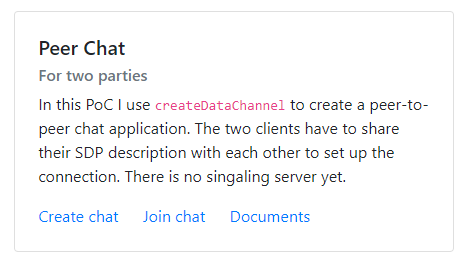 Peer Chat
For two parties
In this PoC I use createDataChannel to create a peer-to-
peer chat application. The two clients have to share
their SDP description with each other to set up the
connection. There is no singaling server yet.
Create chat Join chat Documents